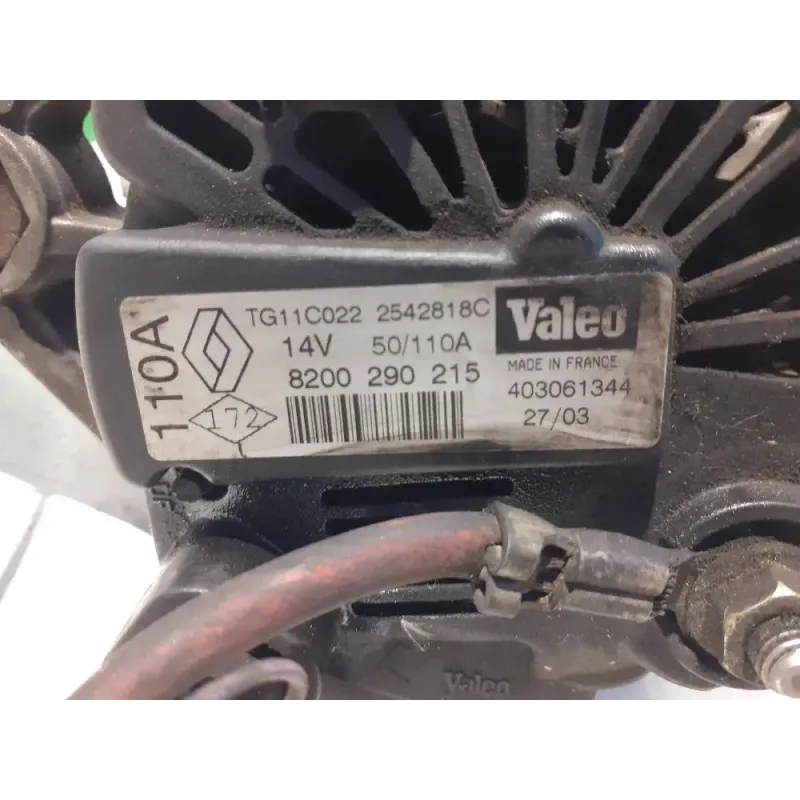 110A
TG11C022 2542818C
14V 50/110A
8200 290 215
172
Valeo
MADE IN FRANCE
403061344
27/03
Valeo